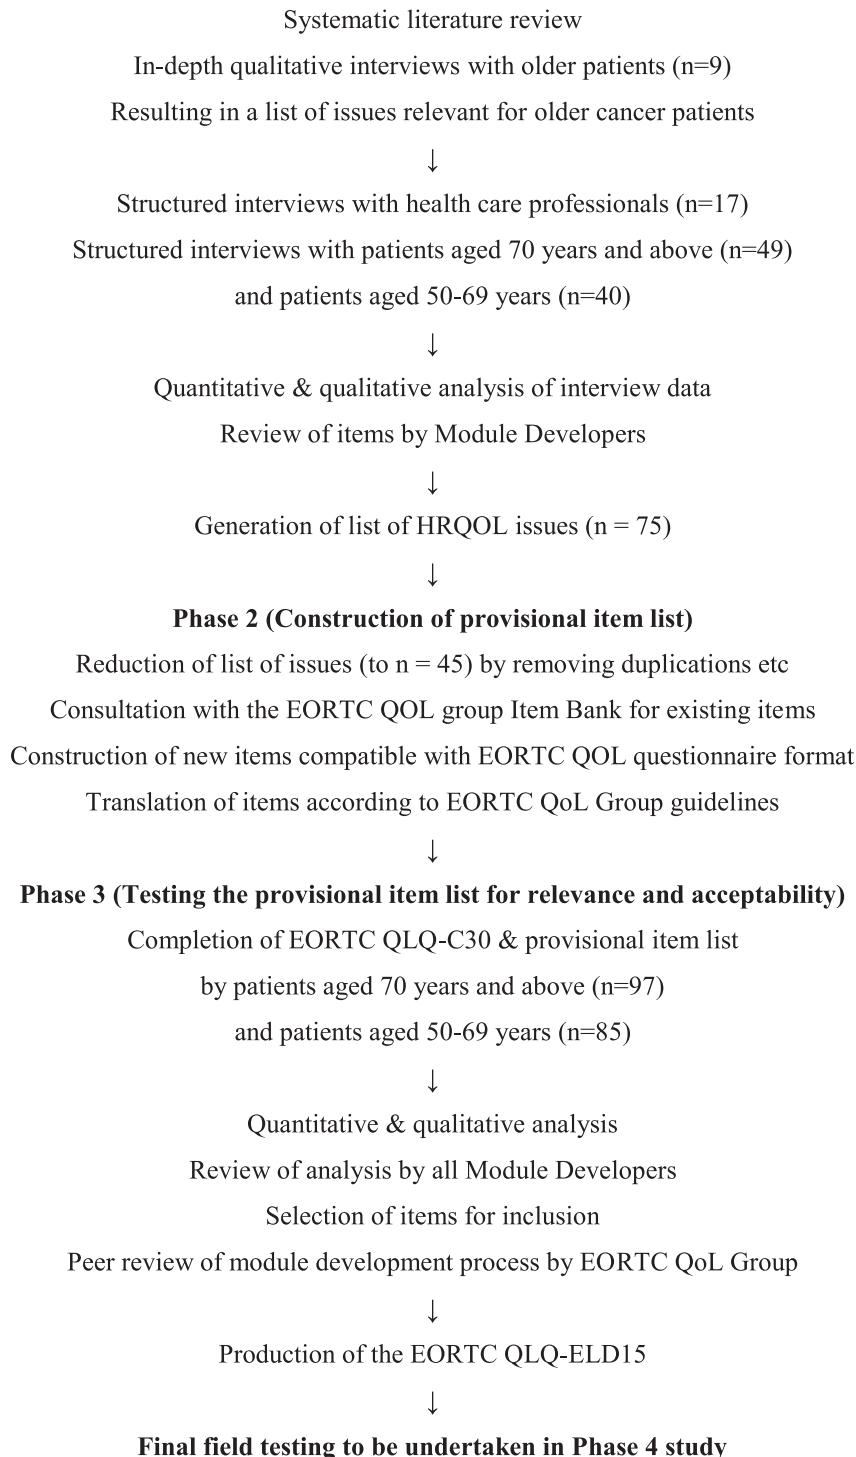 Systematic literature review
In-depth qualitative interviews with older patients (n=9)
Resulting in a list of issues relevant for older cancer patients
↓
Structured interviews with health care professionals (n=17)
Structured interviews with patients aged 70 years and above (n=49)
and patients aged 50-69 years (n=40)
↓
Quantitative & qualitative analysis of interview data
Review of items by Module Developers
↓
Generation of list of HRQOL issues (n = 75)
↓
Phase 2 (Construction of provisional item list)
Reduction of list of issues (to n = 45) by removing duplications etc
Consultation with the EORTC QOL group Item Bank for existing items
Construction of new items compatible with EORTC QOL questionnaire format
Translation of items according to EORTC QoL Group guidelines
↓
Phase 3 (Testing the provisional item list for relevance and acceptability)
Completion of EORTC QLQ-C30 & provisional item list
by patients aged 70 years and above (n=97)
and patients aged 50-69 years (n=85)
↓
Quantitative & qualitative analysis
Review of analysis by all Module Developers
Selection of items for inclusion
Peer review of module development process by EORTC QoL Group
↓
Production of the EORTC QLQ-ELD15
↓
Final field testing to be undertaken in Phase 4 study